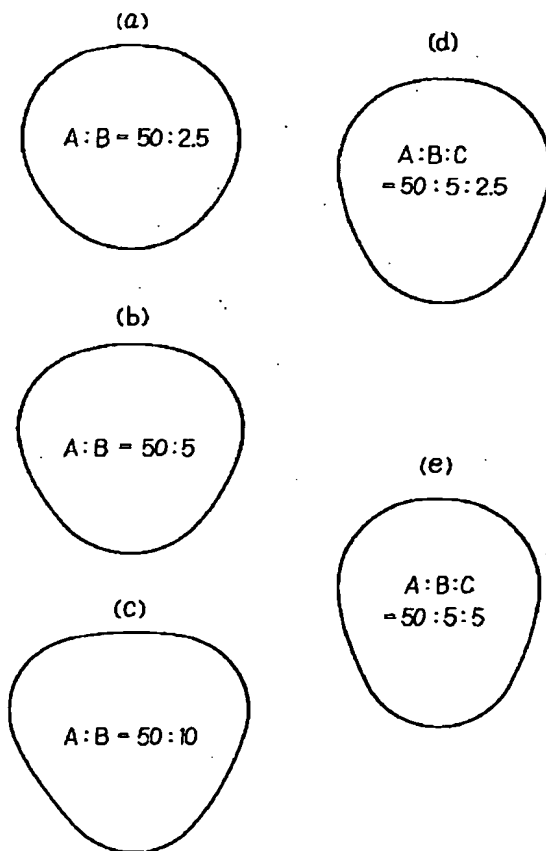 (a)
A:B = 50:2.5
(b)
A:B = 50:5
(c)
A:B = 50:10
(d)
A:B:C
= 50:5:2.5
(e)
A:B:C
= 50:5:5